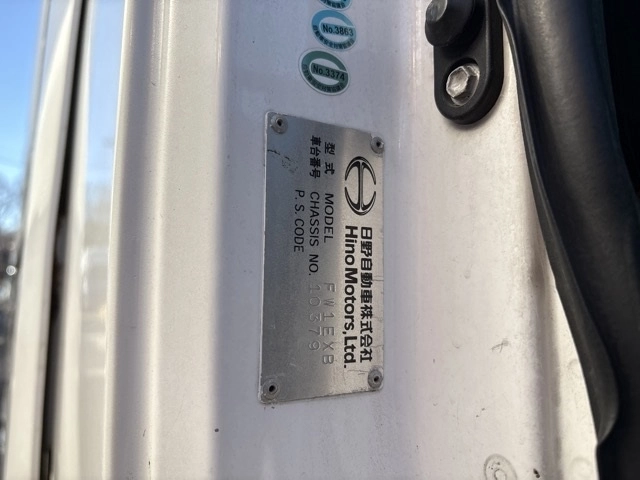 日野自動車株式会社
Hino Motors, Ltd.
型式 MODEL FW1EXB
車台番号 CHASSIS NO. 10379
P. S. CODE
No.3863
No.3374